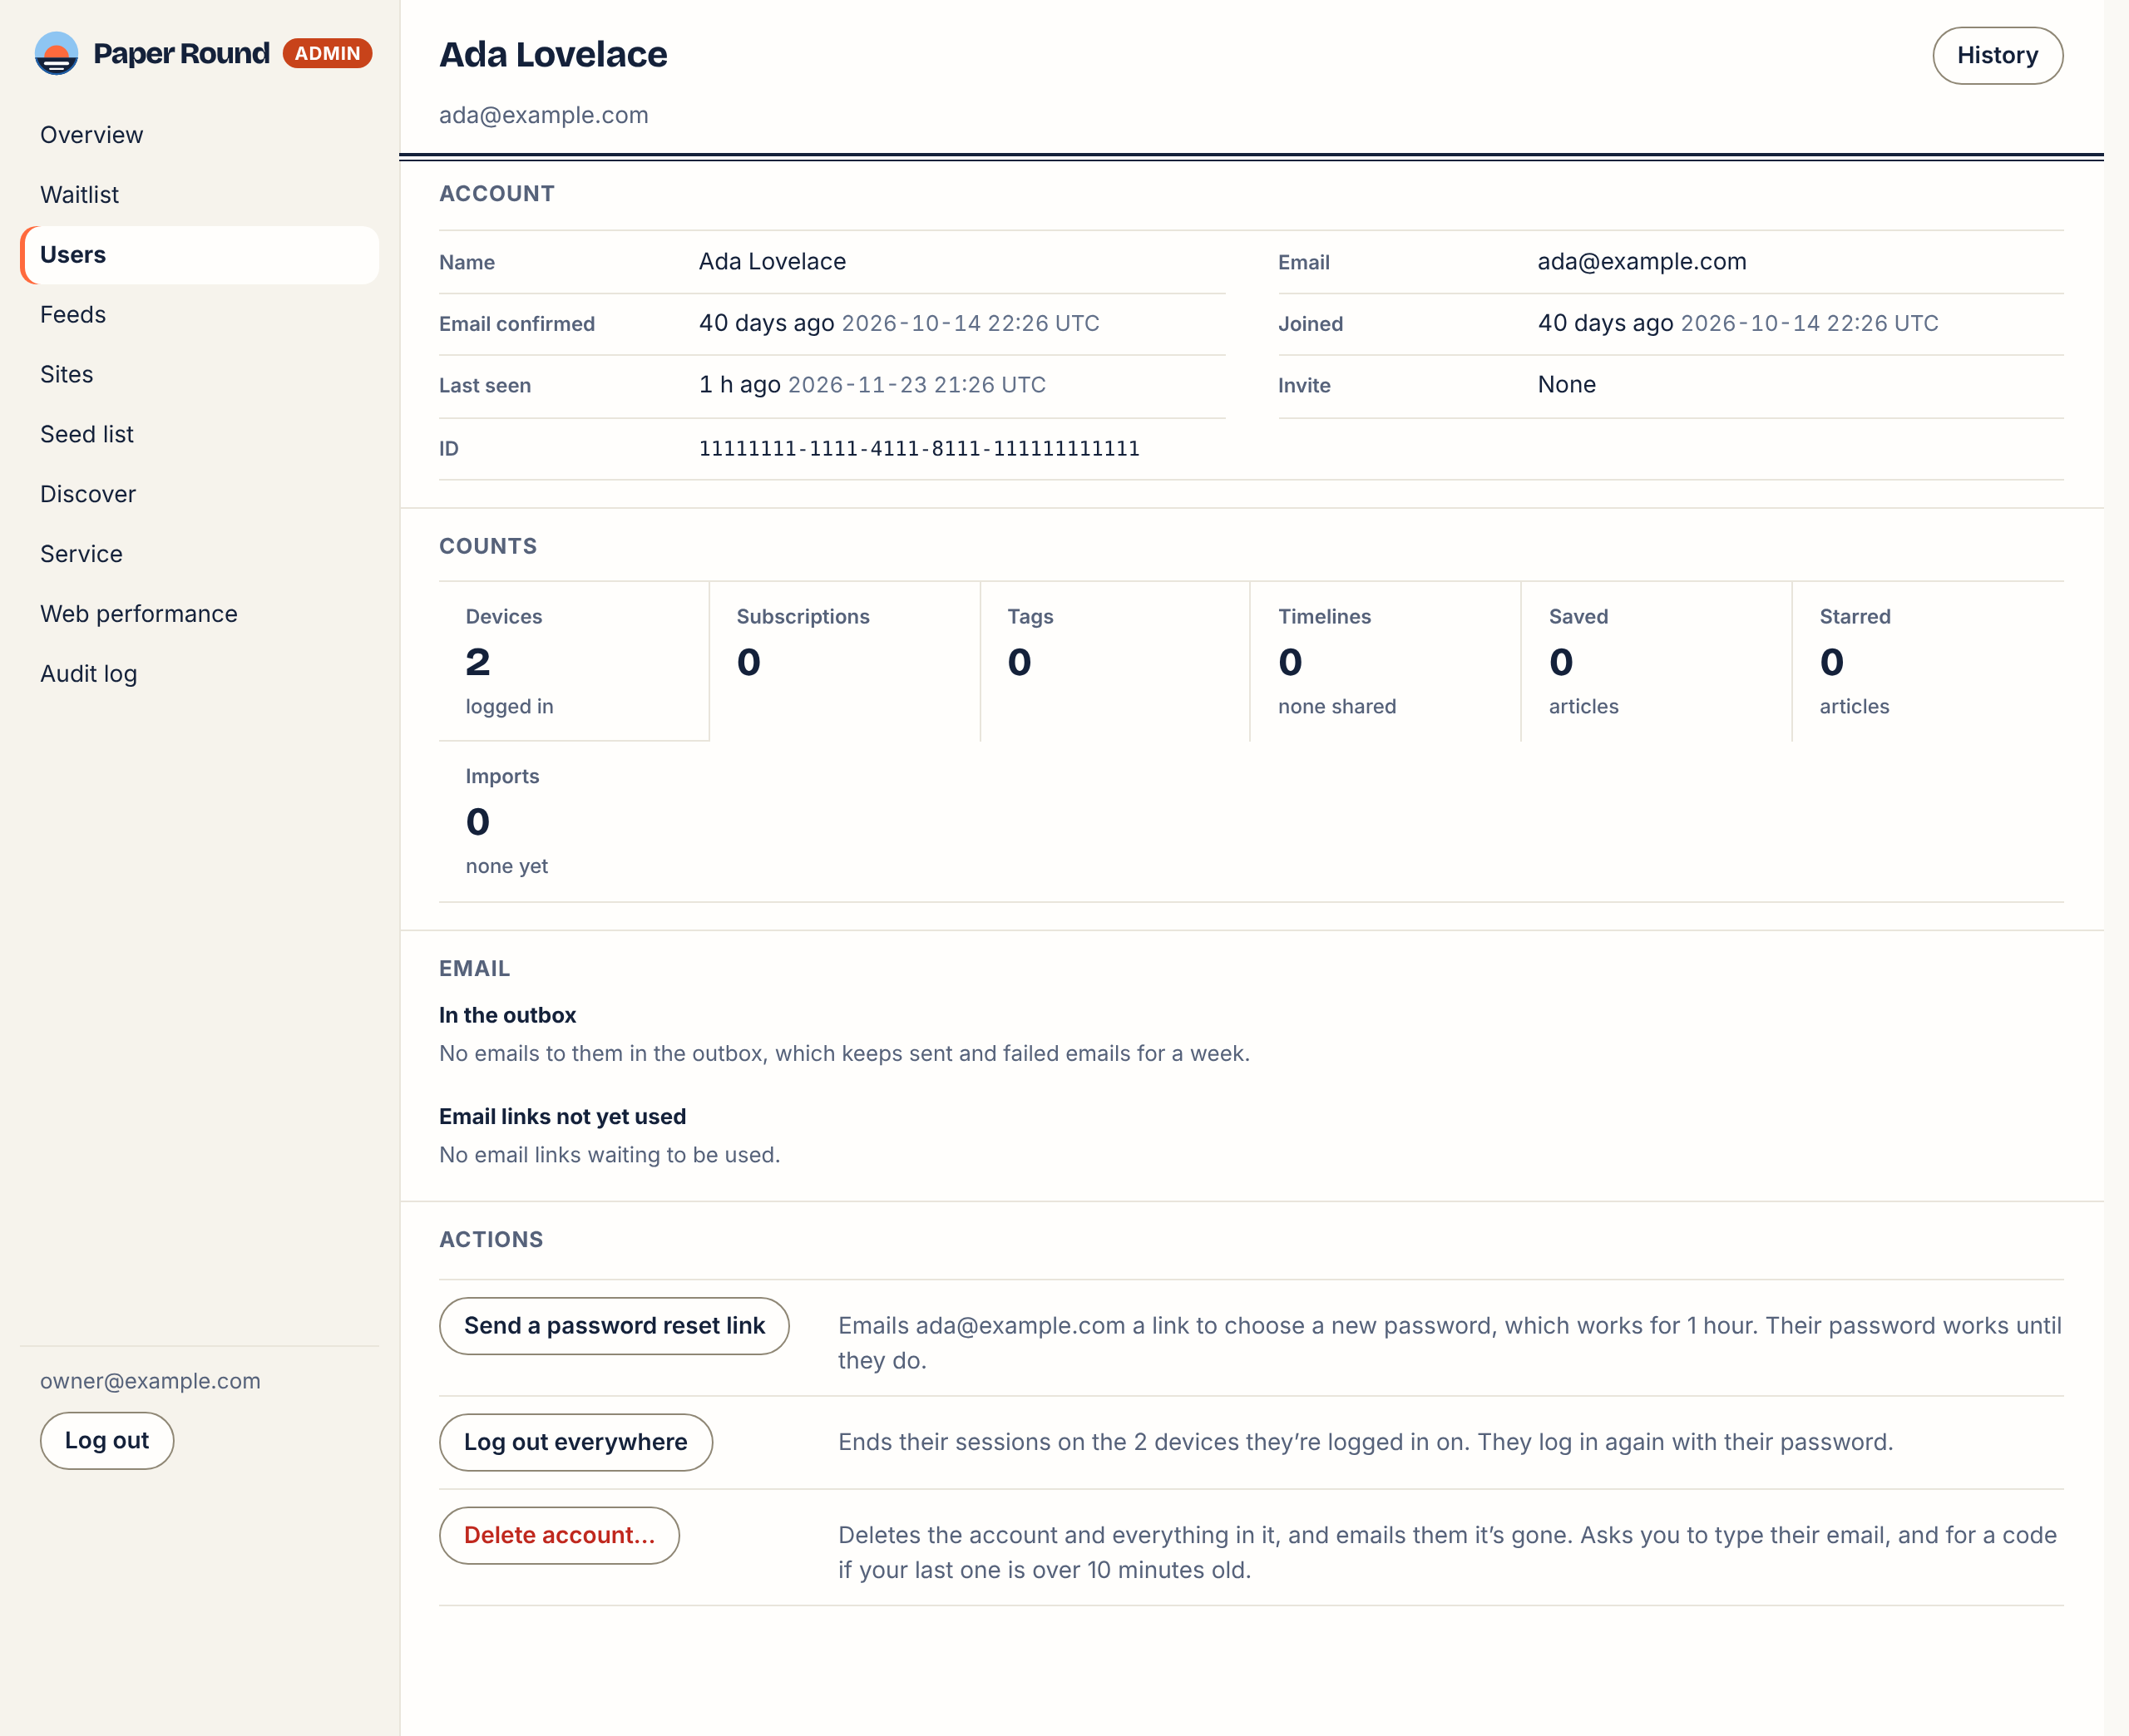 Paper Round ADMIN
Overview
Waitlist
Users
Feeds
Sites
Seed list
Discover
Service
Web performance
Audit log
owner@example.com
Log out
Ada Lovelace
History
ada@example.com
ACCOUNT
Name Ada Lovelace
Email ada@example.com
Email confirmed 40 days ago 2026-10-14 22:26 UTC
Joined 40 days ago 2026-10-14 22:26 UTC
Last seen 1 h ago 2026-11-23 21:26 UTC
Invite None
ID 11111111-1111-4111-8111-111111111111
COUNTS
Devices
2
logged in
Subscriptions
0
Tags
0
Timelines
0
none shared
Saved
0
articles
Starred
0
articles
Imports
0
none yet
EMAIL
In the outbox
No emails to them in the outbox, which keeps sent and failed emails for a week.
Email links not yet used
No email links waiting to be used.
ACTIONS
Send a password reset link
Emails ada@example.com a link to choose a new password, which works for 1 hour. Their password works until
they do.
Log out everywhere
Ends their sessions on the 2 devices they’re logged in on. They log in again with their password.
Delete account…
Deletes the account and everything in it, and emails them it’s gone. Asks you to type their email, and for a code
if your last one is over 10 minutes old.